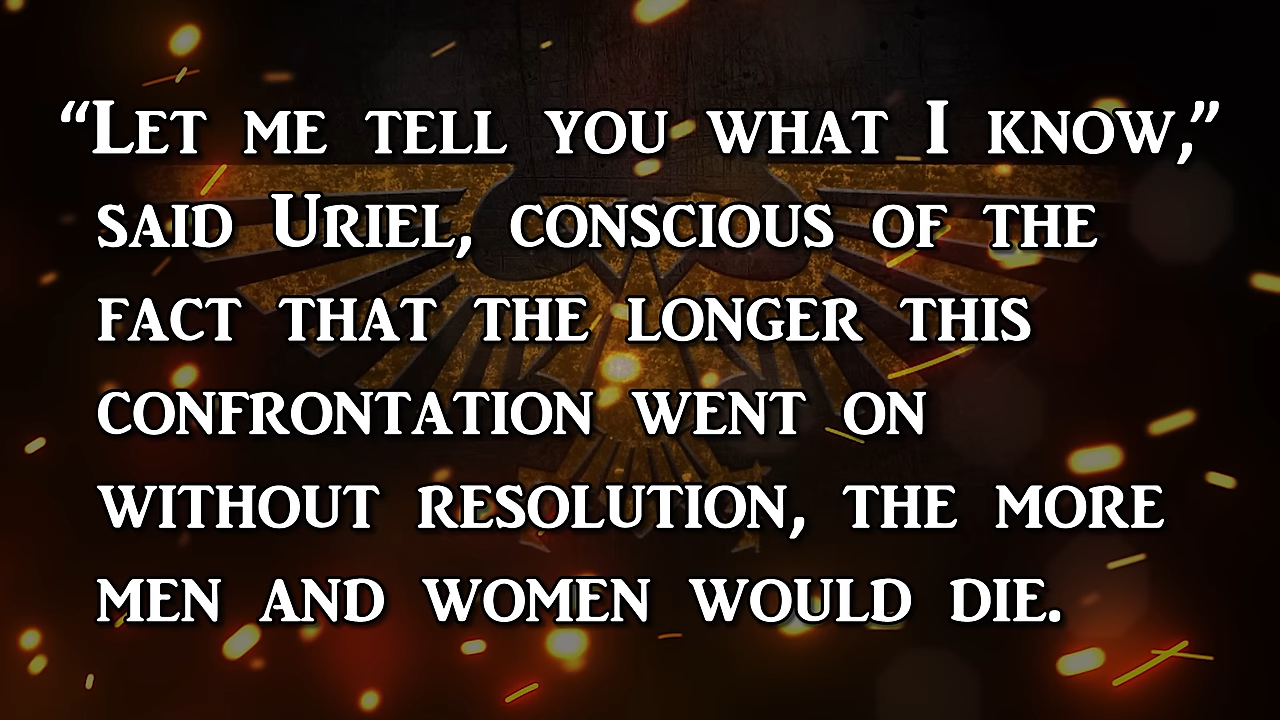 “Let me tell you what I know,”
said Uriel, conscious of the
fact that the longer this
confrontation went on
without resolution, the more
men and women would die.